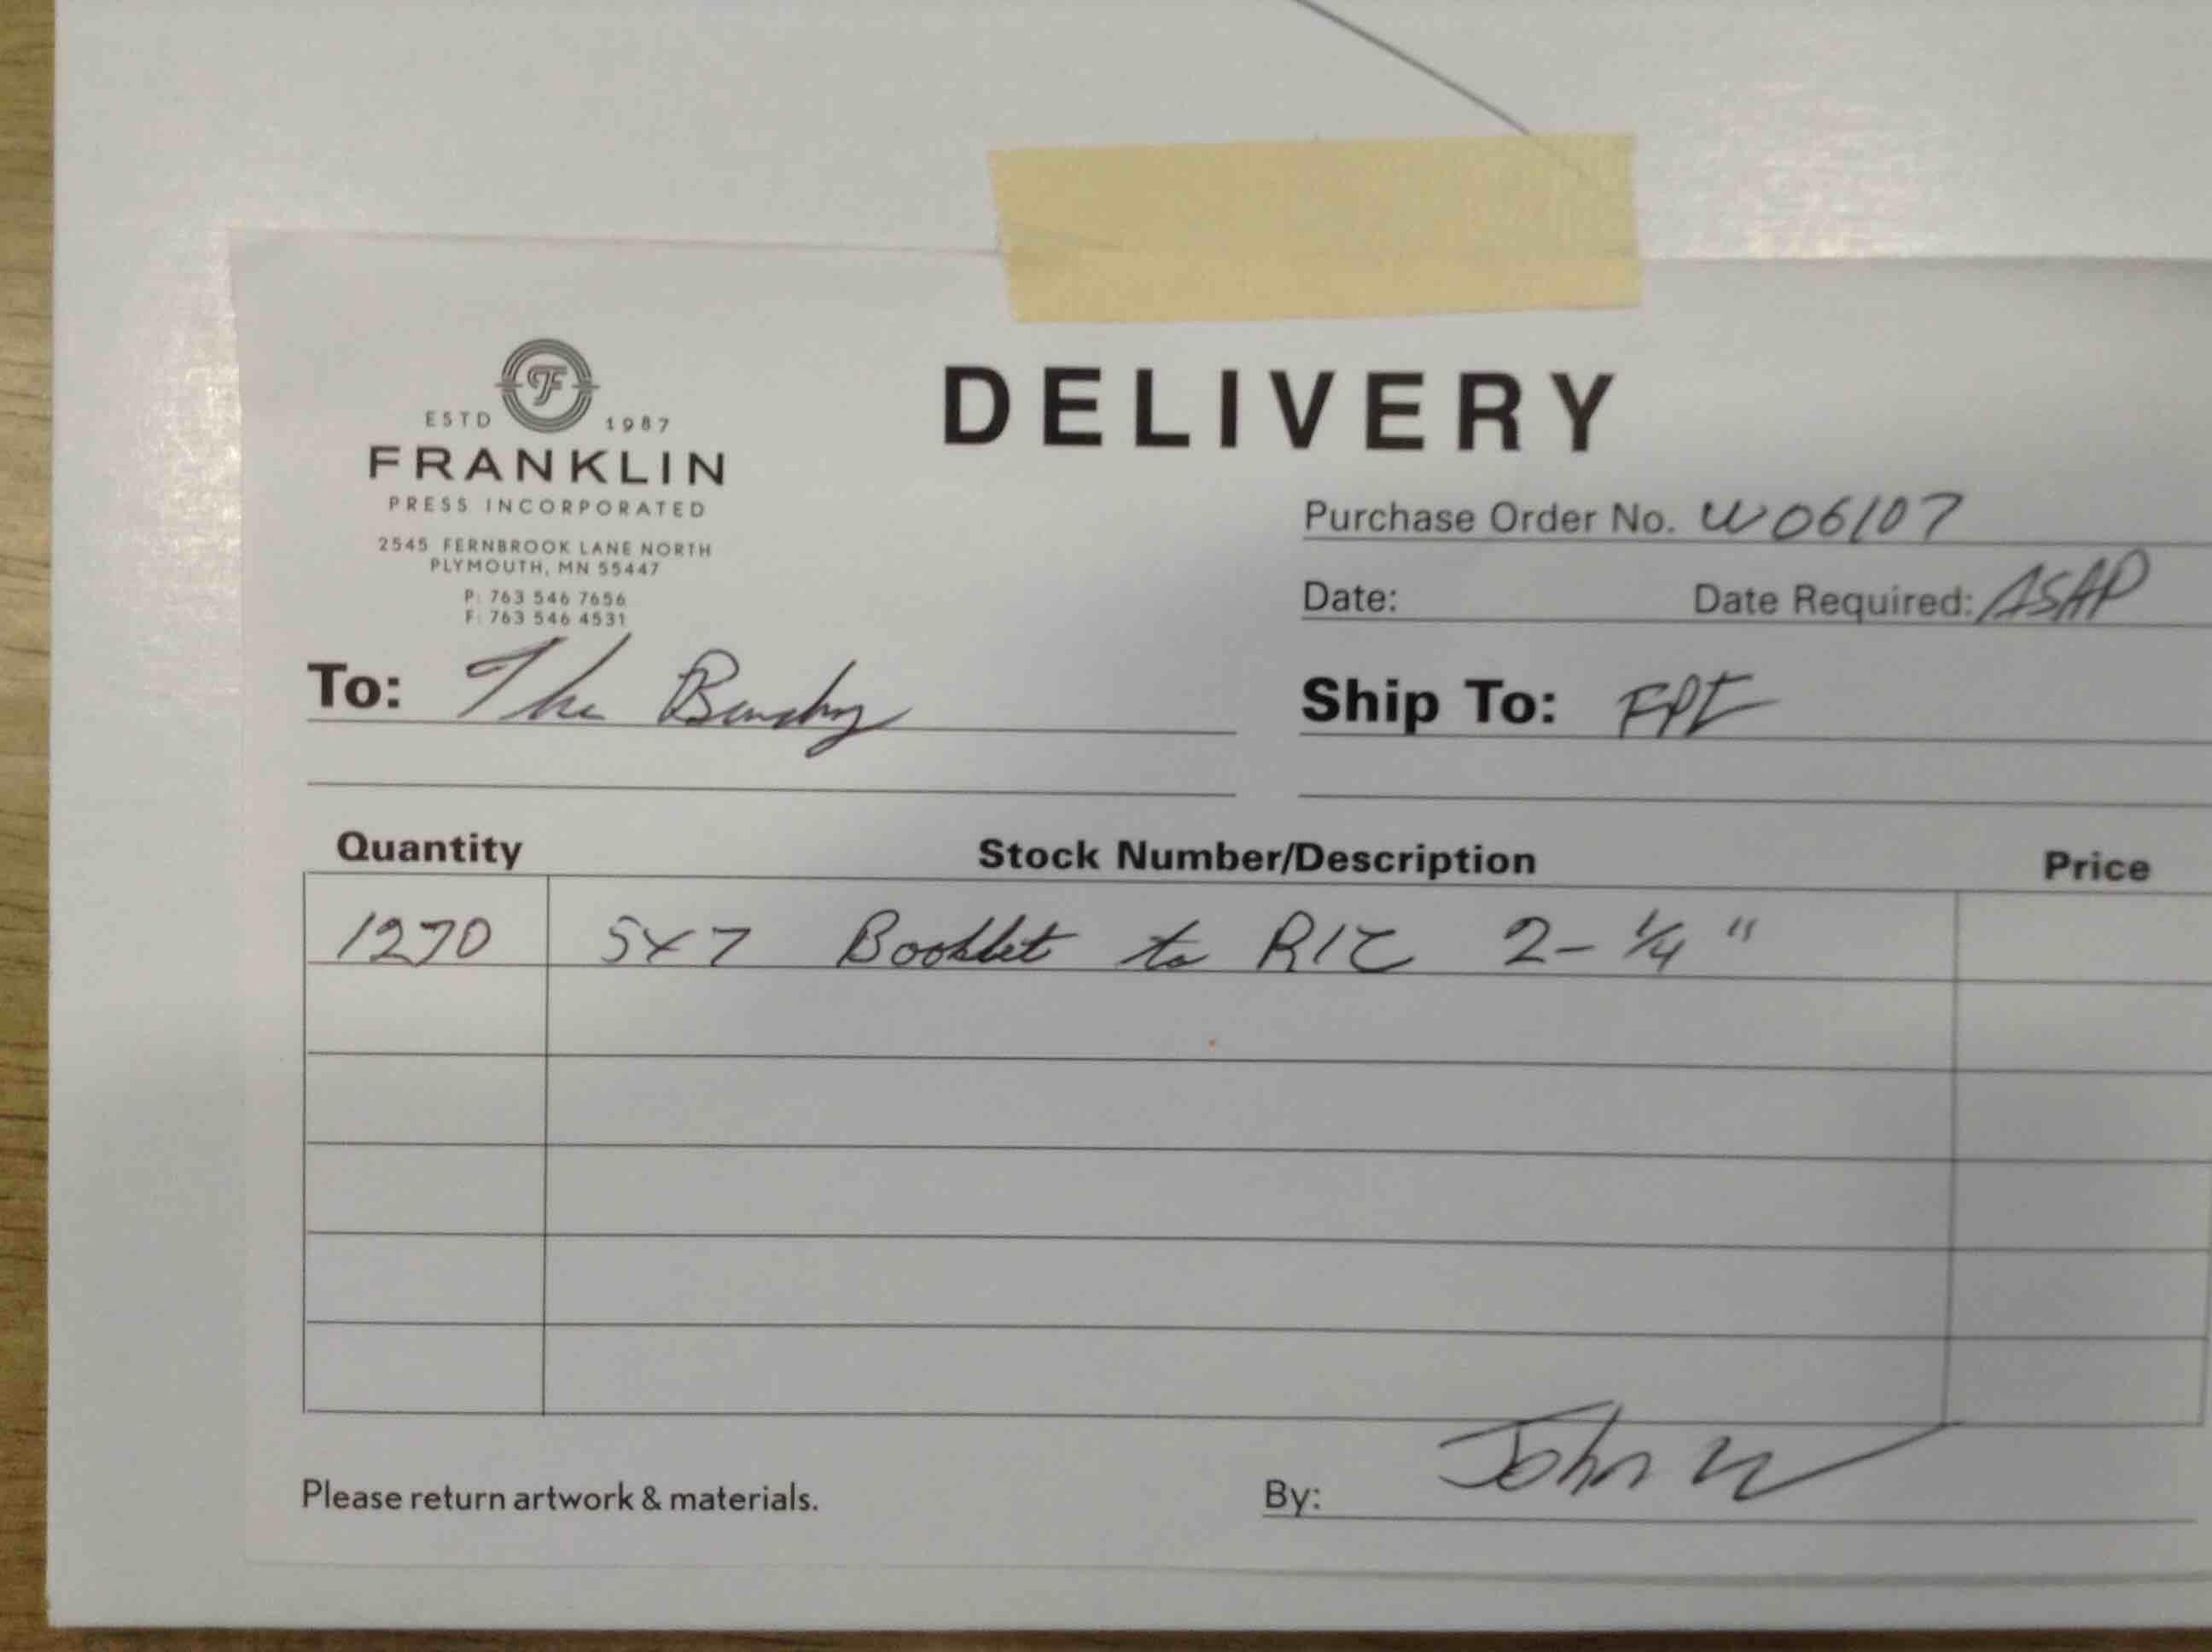 ESTD 1987
FRANKLIN
PRESS INCORPORATED
2545 FERNBROOK LANE NORTH
PLYMOUTH, MN 55447
P: 763 546 7656
F: 763 546 4531
DELIVERY
Purchase Order No. W06107
Date: Date Required: ASAP
To: The
Ship To: FPI
Quantity Stock Number/Description Price
1270 5x7 Booklet to R/C 2-1/4"
Please return artwork & materials.
By: John W